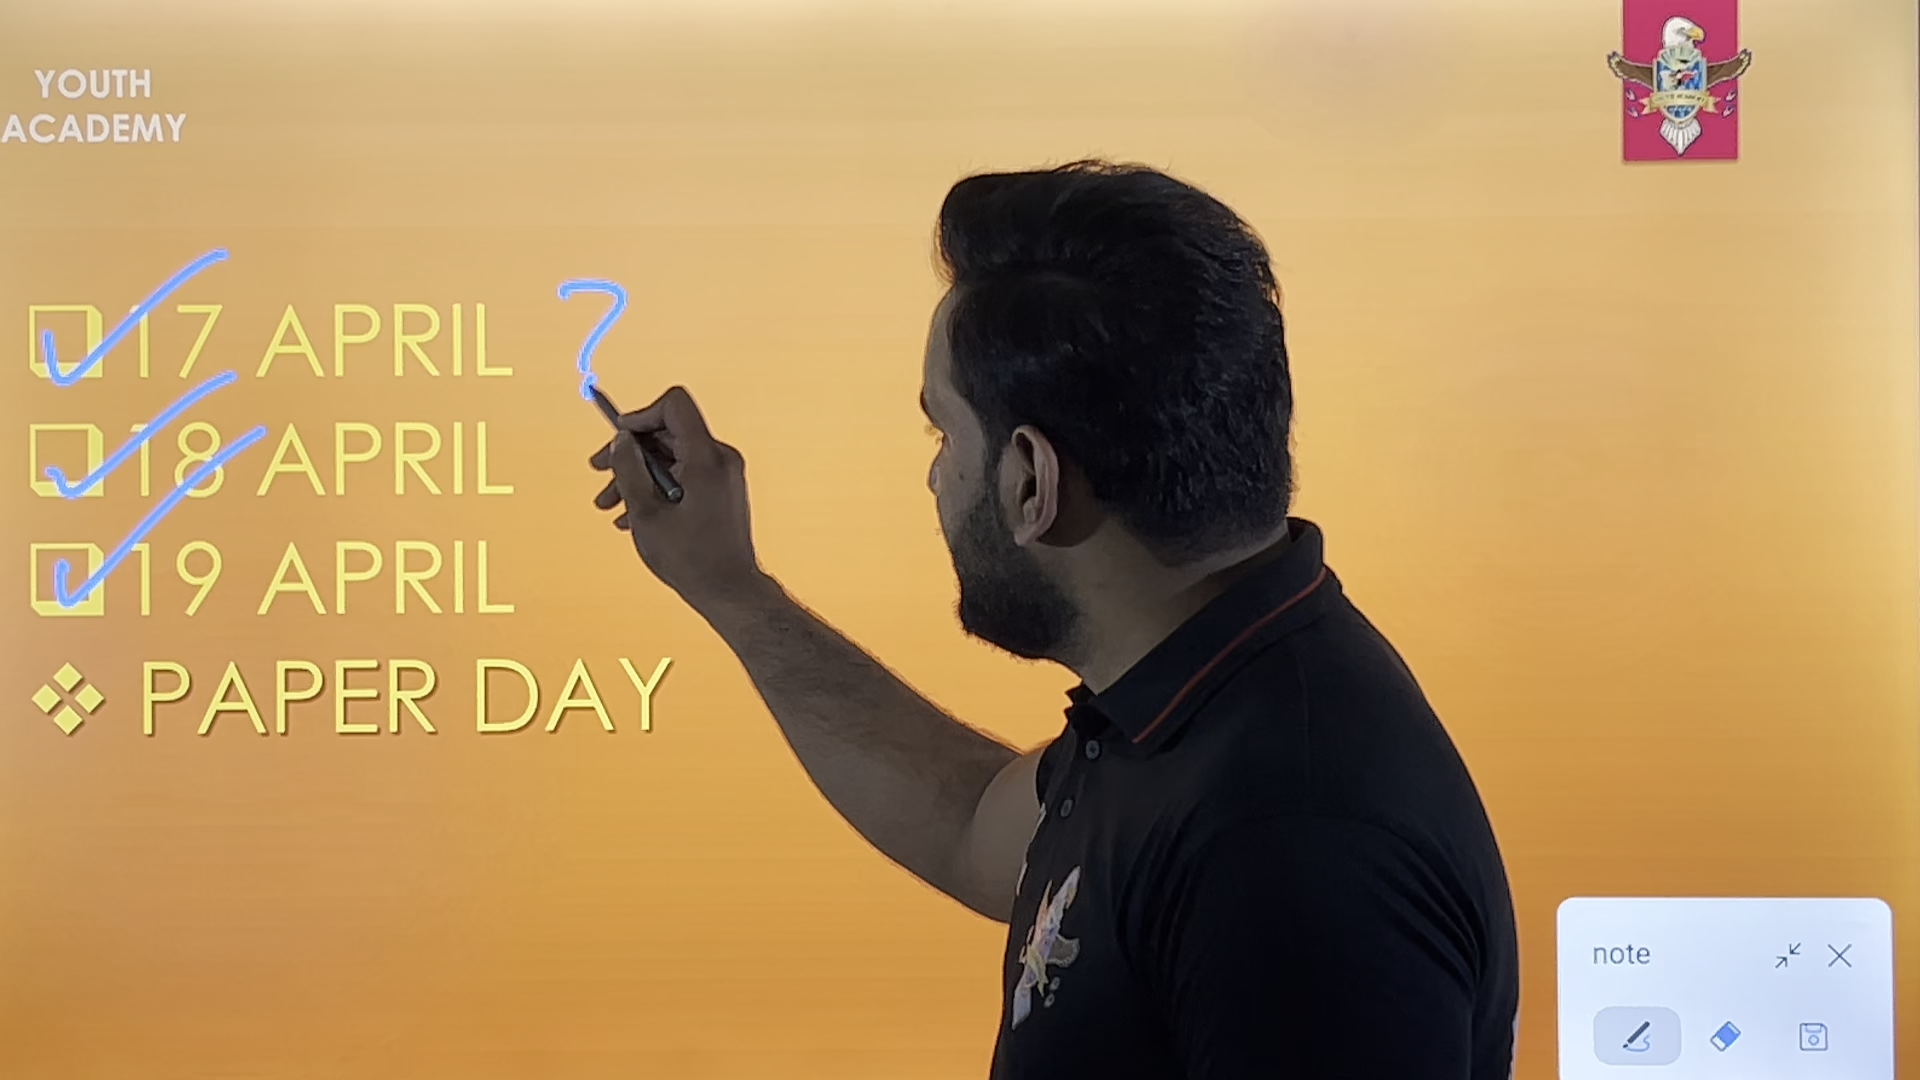 YOUTH
ACADEMY
17 APRIL ?
18 APRIL
19 APRIL
PAPER DAY
note